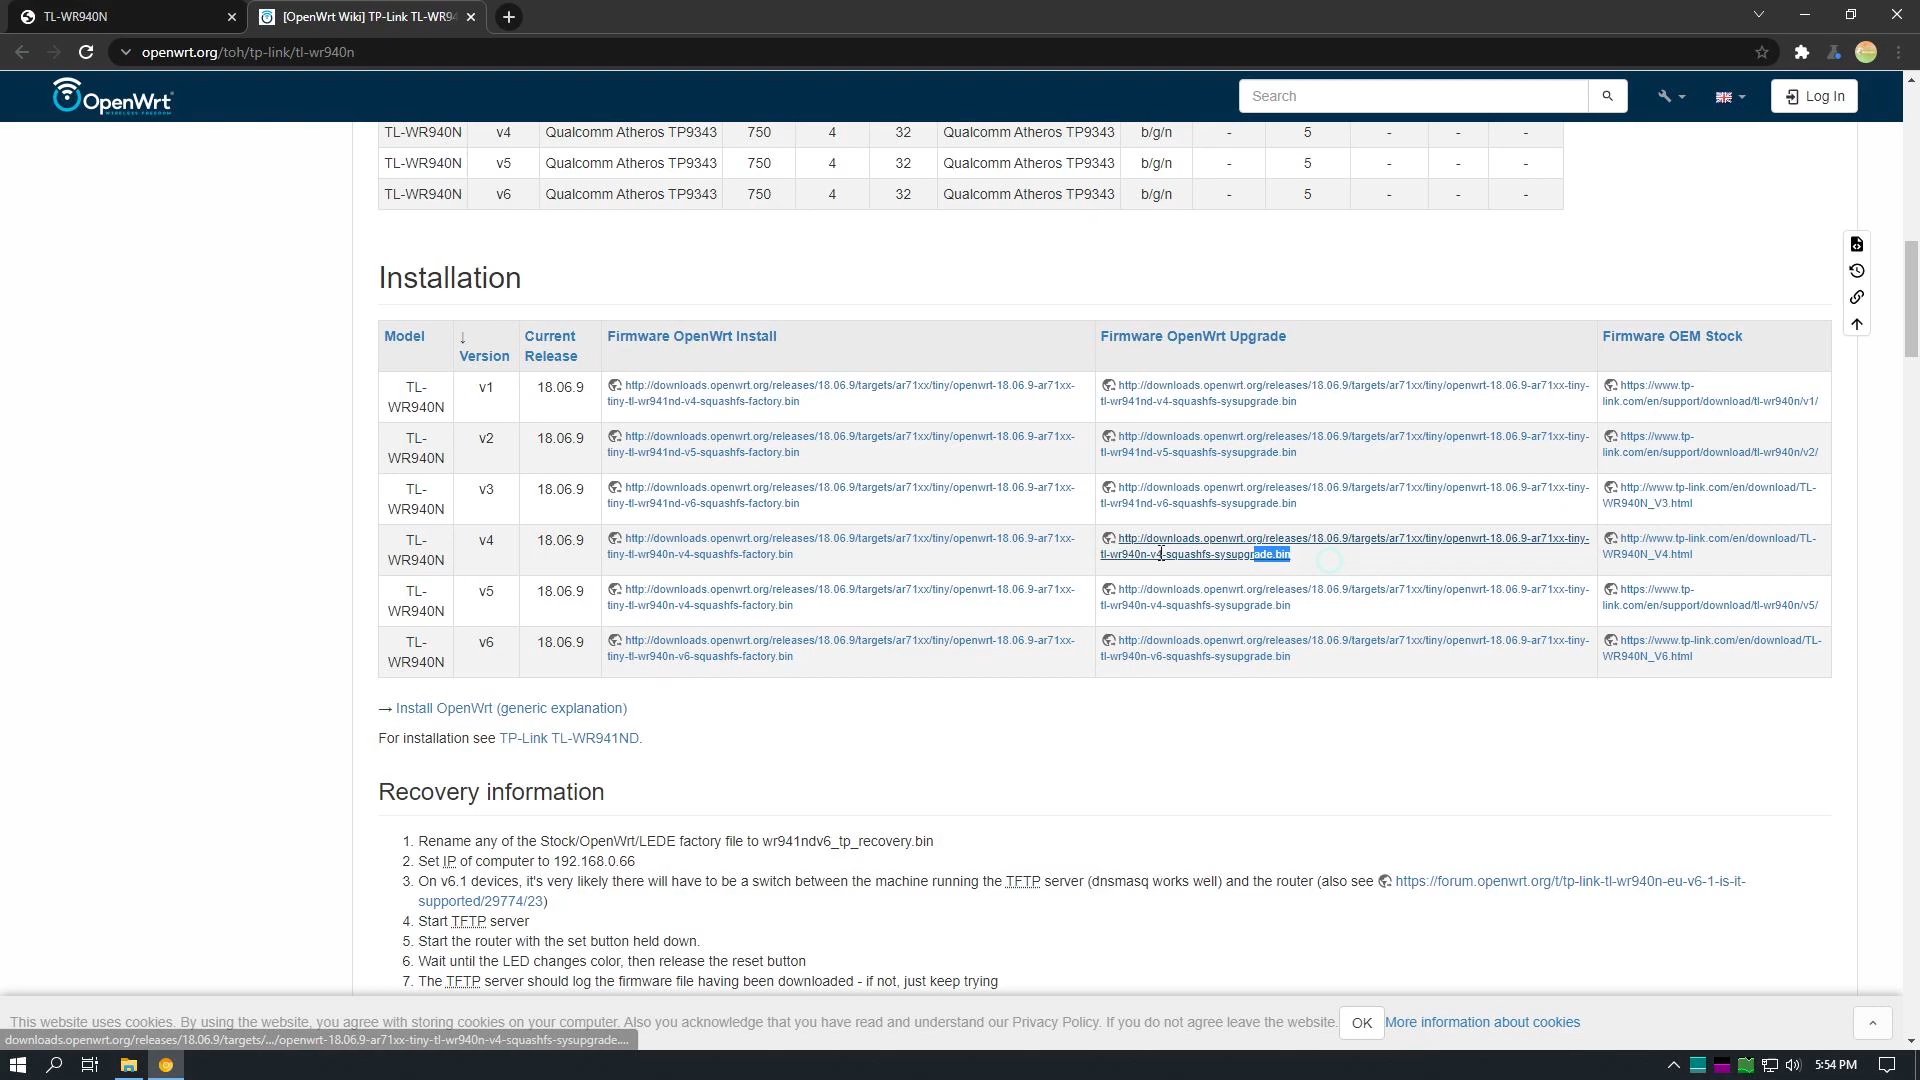 TL-WR940N
[OpenWrt Wiki] TP-Link TL-WR94
openwrt.org/toh/tp-link/tl-wr940n
OpenWrt
WIRELESS FREEDOM
Search
Log In
TL-WR940N v4 Qualcomm Atheros TP9343 750 4 32 Qualcomm Atheros TP9343 b/g/n - 5 - - -
TL-WR940N v5 Qualcomm Atheros TP9343 750 4 32 Qualcomm Atheros TP9343 b/g/n - 5 - - -
TL-WR940N v6 Qualcomm Atheros TP9343 750 4 32 Qualcomm Atheros TP9343 b/g/n - 5 - - -
Installation
Model ↓ Version Current Release Firmware OpenWrt Install Firmware OpenWrt Upgrade Firmware OEM Stock
TL- v1 18.06.9 http://downloads.openwrt.org/releases/18.06.9/targets/ar71xx/tiny/openwrt-18.06.9-ar71xx- http://downloads.openwrt.org/releases/18.06.9/targets/ar71xx/tiny/openwrt-18.06.9-ar71xx-tiny- https://www.tp-
WR940N tiny-tl-wr941nd-v4-squashfs-factory.bin tl-wr941nd-v4-squashfs-sysupgrade.bin link.com/en/support/download/tl-wr940n/v1/
TL- v2 18.06.9 http://downloads.openwrt.org/releases/18.06.9/targets/ar71xx/tiny/openwrt-18.06.9-ar71xx- http://downloads.openwrt.org/releases/18.06.9/targets/ar71xx/tiny/openwrt-18.06.9-ar71xx-tiny- https://www.tp-
WR940N tiny-tl-wr941nd-v5-squashfs-factory.bin tl-wr941nd-v5-squashfs-sysupgrade.bin link.com/en/support/download/tl-wr940n/v2/
TL- v3 18.06.9 http://downloads.openwrt.org/releases/18.06.9/targets/ar71xx/tiny/openwrt-18.06.9-ar71xx- http://downloads.openwrt.org/releases/18.06.9/targets/ar71xx/tiny/openwrt-18.06.9-ar71xx-tiny- http://www.tp-link.com/en/download/TL-
WR940N tiny-tl-wr941nd-v6-squashfs-factory.bin tl-wr941nd-v6-squashfs-sysupgrade.bin WR940N_V3.html
TL- v4 18.06.9 http://downloads.openwrt.org/releases/18.06.9/targets/ar71xx/tiny/openwrt-18.06.9-ar71xx- http://downloads.openwrt.org/releases/18.06.9/targets/ar71xx/tiny/openwrt-18.06.9-ar71xx-tiny- http://www.tp-link.com/en/download/TL-
WR940N tiny-tl-wr940n-v4-squashfs-factory.bin tl-wr940n-v4-squashfs-sysupgrade.bin WR940N_V4.html
TL- v5 18.06.9 http://downloads.openwrt.org/releases/18.06.9/targets/ar71xx/tiny/openwrt-18.06.9-ar71xx- http://downloads.openwrt.org/releases/18.06.9/targets/ar71xx/tiny/openwrt-18.06.9-ar71xx-tiny- https://www.tp-
WR940N tiny-tl-wr940n-v4-squashfs-factory.bin tl-wr940n-v4-squashfs-sysupgrade.bin link.com/en/support/download/tl-wr940n/v5/
TL- v6 18.06.9 http://downloads.openwrt.org/releases/18.06.9/targets/ar71xx/tiny/openwrt-18.06.9-ar71xx- http://downloads.openwrt.org/releases/18.06.9/targets/ar71xx/tiny/openwrt-18.06.9-ar71xx-tiny- https://www.tp-link.com/en/download/TL-
WR940N tiny-tl-wr940n-v6-squashfs-factory.bin tl-wr940n-v6-squashfs-sysupgrade.bin WR940N_V6.html
→ Install OpenWrt (generic explanation)
For installation see TP-Link TL-WR941ND.
Recovery information
1. Rename any of the Stock/OpenWrt/LEDE factory file to wr941ndv6_tp_recovery.bin
2. Set IP of computer to 192.168.0.66
3. On v6.1 devices, it's very likely there will have to be a switch between the machine running the TFTP server (dnsmasq works well) and the router (also see https://forum.openwrt.org/t/tp-link-tl-wr940n-eu-v6-1-is-it-
supported/29774/23)
4. Start TFTP server
5. Start the router with the set button held down.
6. Wait until the LED changes color, then release the reset button
7. The TFTP server should log the firmware file having been downloaded - if not, just keep trying
This website uses cookies. By using the website, you agree with storing cookies on your computer. Also you acknowledge that you have read and understand our Privacy Policy. If you do not agree leave the website. OK More information about cookies
downloads.openwrt.org/releases/18.06.9/targets/.../openwrt-18.06.9-ar71xx-tiny-tl-wr940n-v4-squashfs-sysupgrade....
5:54 PM